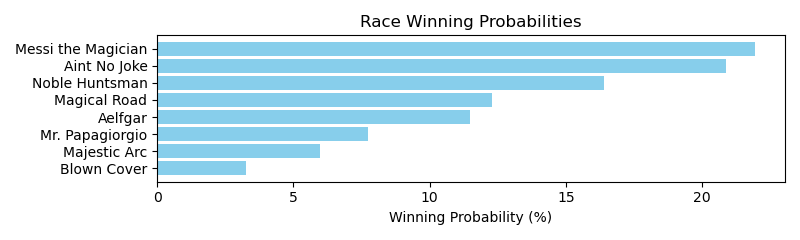 Race Winning Probabilities
Messi the Magician
Aint No Joke
Noble Huntsman
Magical Road
Aelfgar
Mr. Papagiorgio
Majestic Arc
Blown Cover
0 5 10 15 20
Winning Probability (%)